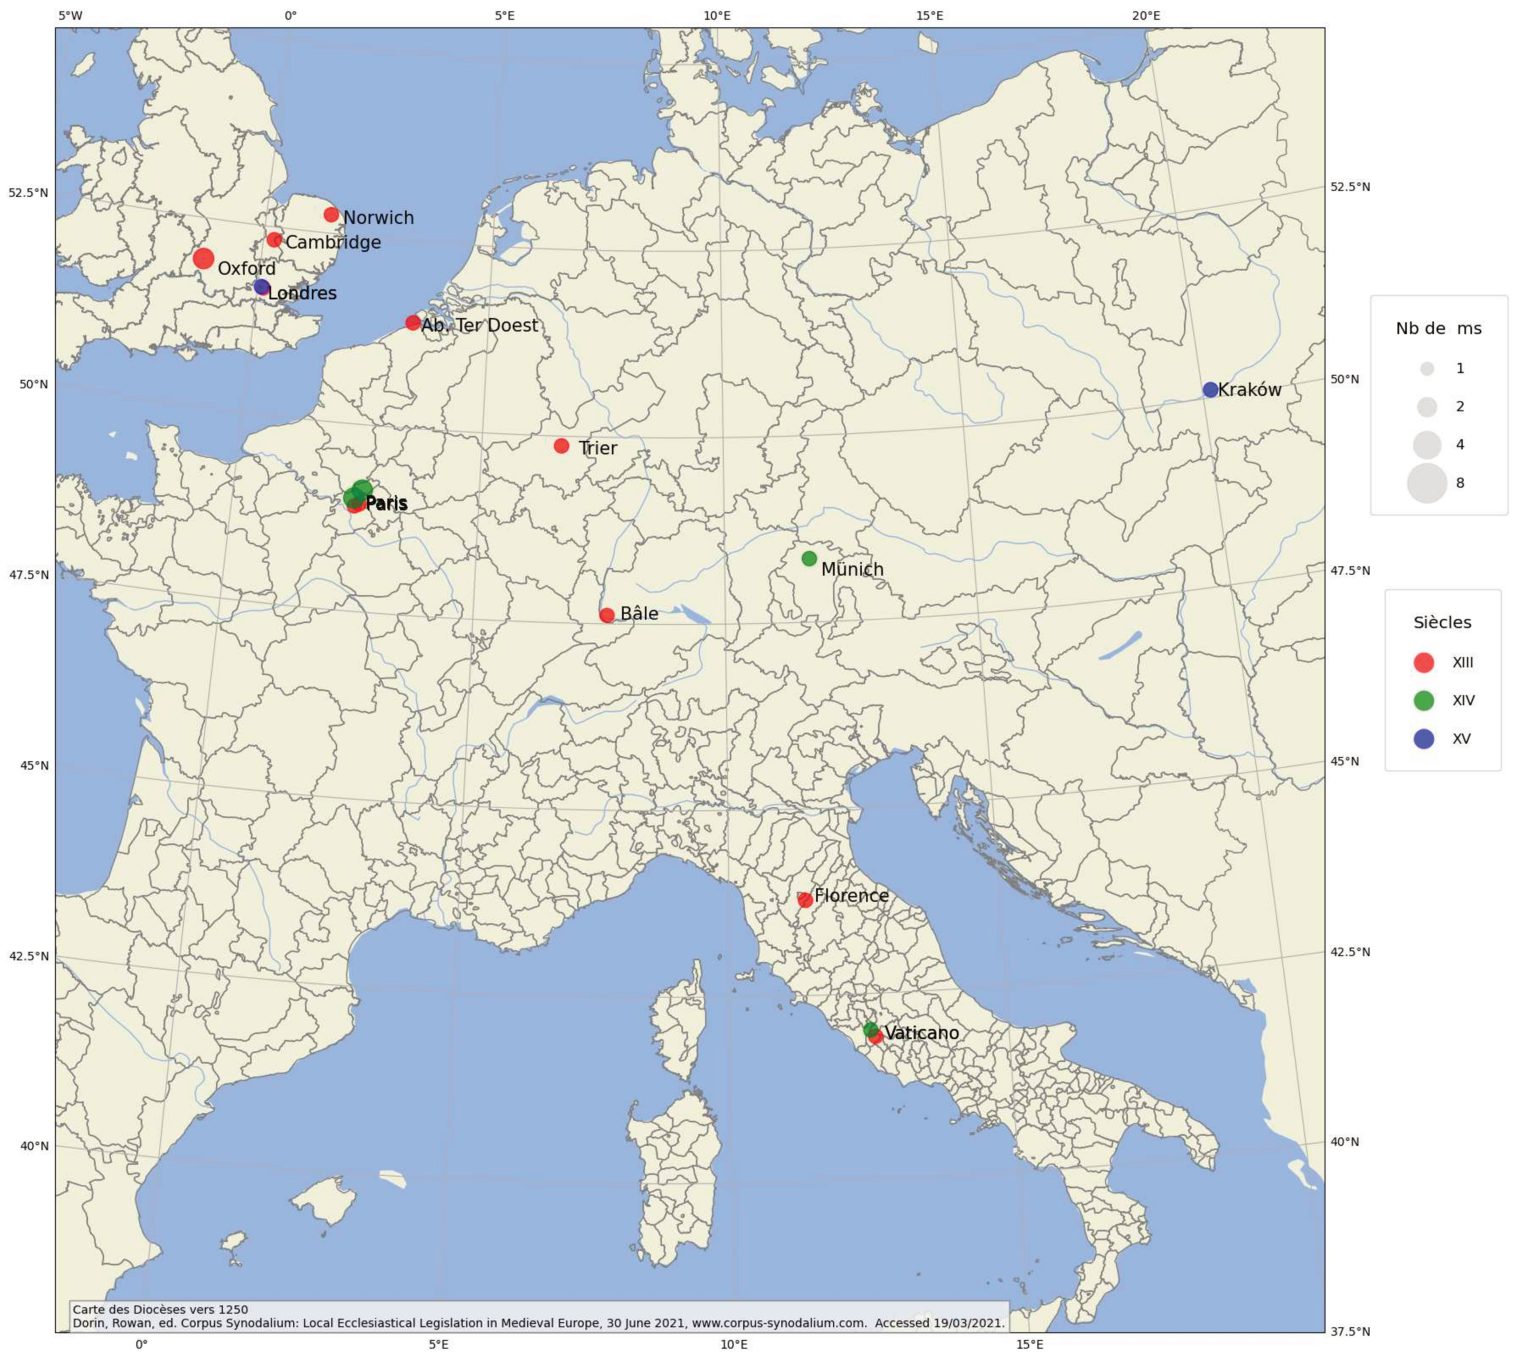 5°W 0° 5°E 10°E 15°E 20°E
52.5°N
52.5°N
Norwich
Cambridge
Oxford
Londres
Ab. Ter Doest
Nb de  ms
1
2
4
8
50°N
50°N
Kraków
Trier
Paris
Münich
47.5°N
47.5°N
Bâle
Siècles
XIII
XIV
XV
45°N
45°N
Florence
42.5°N
42.5°N
Vaticano
40°N
40°N
Carte des Diocèses vers 1250
Dorin, Rowan, ed. Corpus Synodalium: Local Ecclesiastical Legislation in Medieval Europe, 30 June 2021, www.corpus-synodalium.com.  Accessed 19/03/2021.
37.5°N
0° 5°E 10°E 15°E